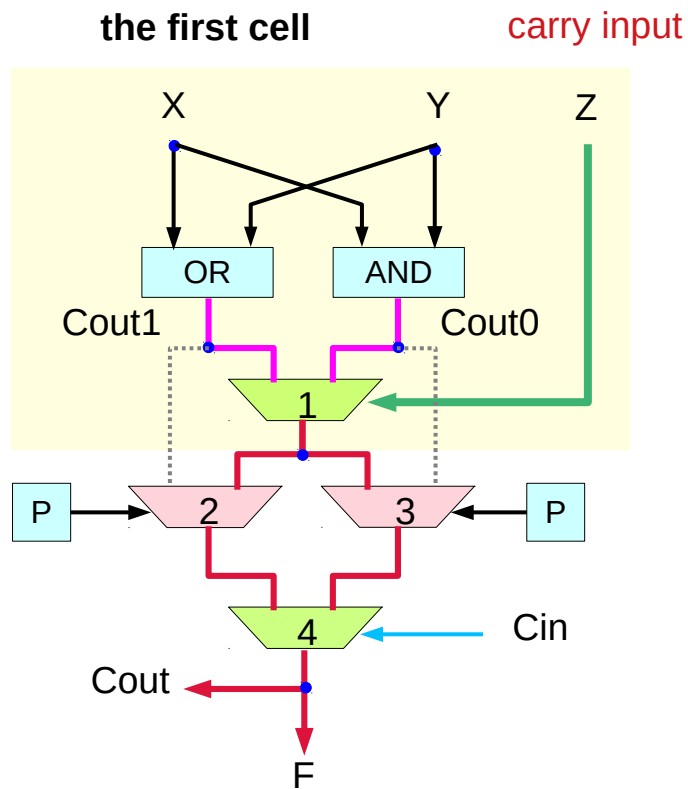 the first cell
carry input
X
Y
Z
OR
AND
Cout1
Cout0
1
P
2
3
P
4
Cin
Cout
F